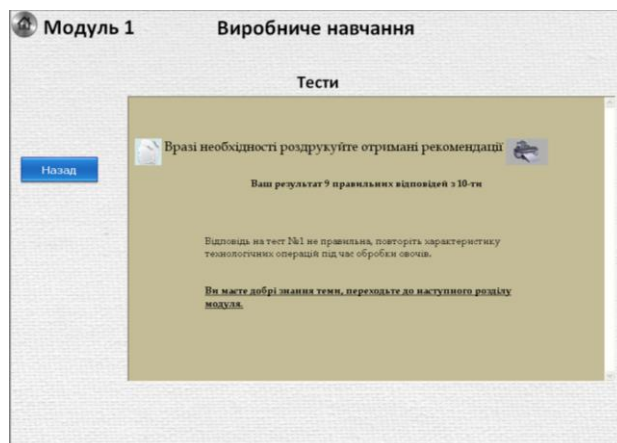 Модуль 1
Виробниче навчання
Тести
Вразі необхідності роздрукуйте отримані рекомендації
Назад
Ваш результат 9 правильних відповідей з 10-ти
Відповідь на тест №1 не правильна, повторіть характеристику
технологічних операцій під час обробки овочів.
Ви маєте добрі знання теми, переходьте до наступного розділу
модуля.